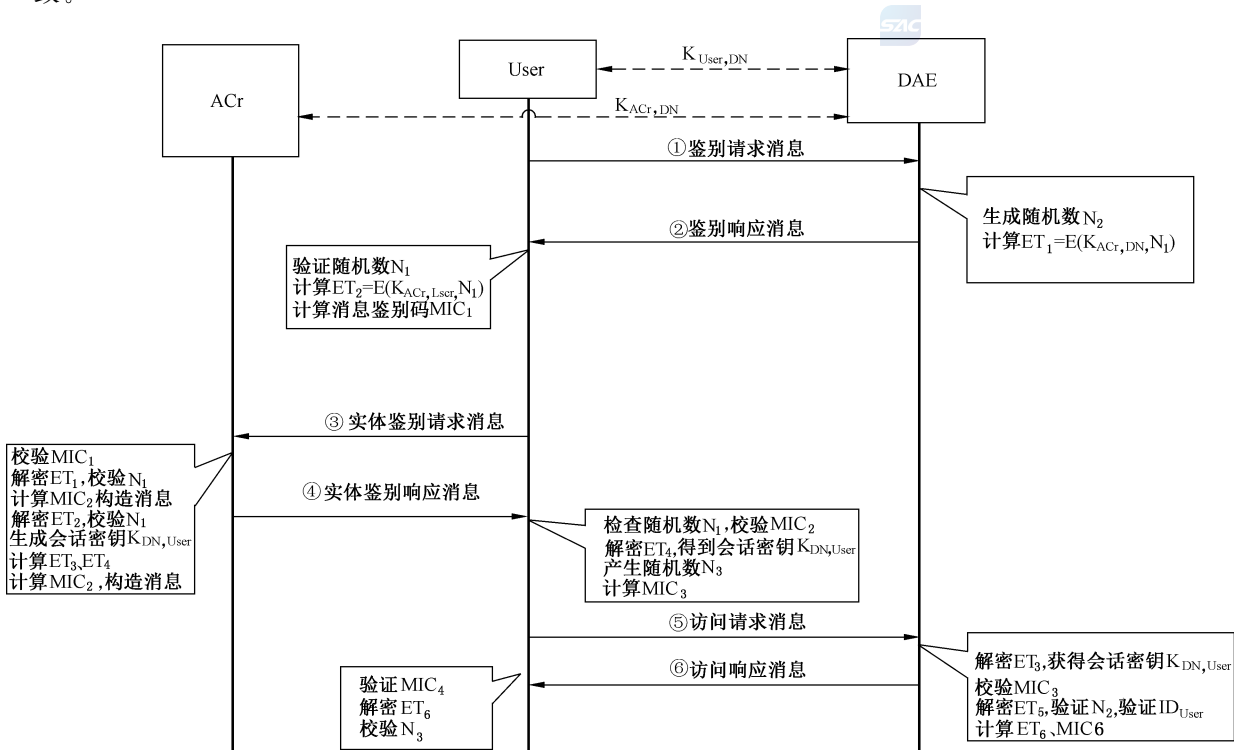 SAC
ACr
User
DAE
K User,DN
K ACr,DN
①鉴别请求消息
生成随机数N2
计算ET1=E(KACr,DN,N1)
②鉴别响应消息
验证随机数N1
计算ET2=E(KACr,Lscr,N1)
计算消息鉴别码MIC1
③实体鉴别请求消息
校验MIC1
解密ET1,校验N1
计算MIC2构造消息
解密ET2,校验N1
生成会话密钥KDN,User
计算ET3、ET4
计算MIC2,构造消息
④实体鉴别响应消息
检查随机数N1,校验MIC2
解密ET4,得到会话密钥KDN,User
产生随机数N3
计算MIC3
⑤访问请求消息
解密ET3,获得会话密钥KDN,User
校验MIC3
解密ET5,验证N2,验证IDUser
计算ET6、MIC6
⑥访问响应消息
验证MIC4
解密ET6
校验N3